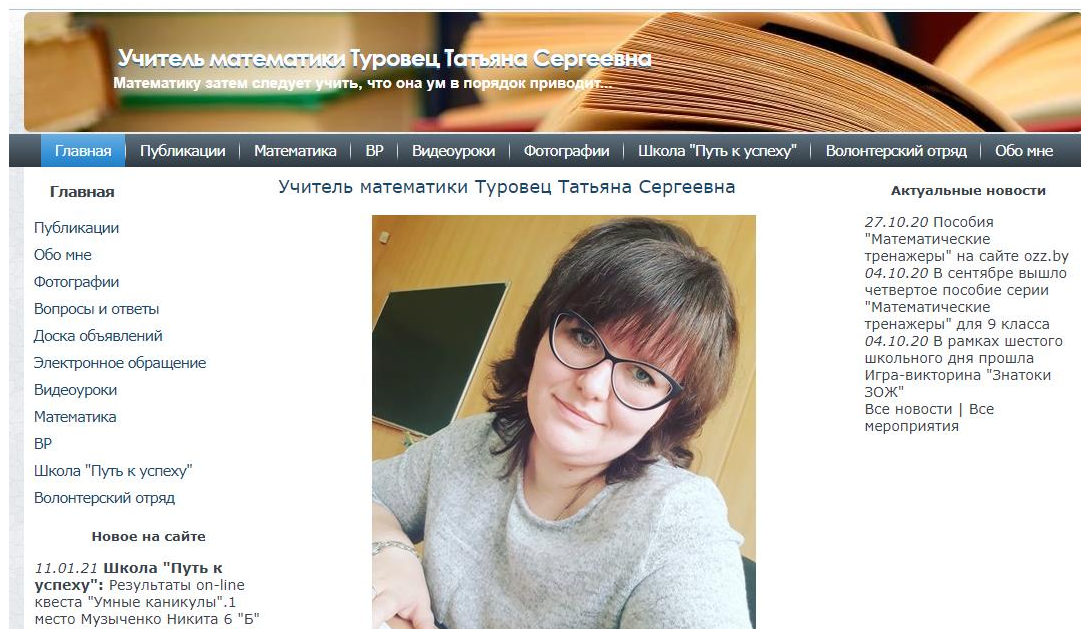 Учитель математики Туровец Татьяна Сергеевна
Математику затем следует учить, что она ум в порядок приводит...
Главная
Публикации
Математика
ВР
Видеоуроки
Фотографии
Школа "Путь к успеху"
Волонтерский отряд
Обо мне
Главная
Публикации
Обо мне
Фотографии
Вопросы и ответы
Доска объявлений
Электронное обращение
Видеоуроки
Математика
ВР
Школа "Путь к успеху"
Волонтерский отряд
Новое на сайте
11.01.21 Школа "Путь к
успеху": Результаты on-line
квеста "Умные каникулы".1
место Музыченко Никита 6 "Б"
Учитель математики Туровец Татьяна Сергеевна
Актуальные новости
27.10.20 Пособия
"Математические
тренажеры" на сайте ozz.by
04.10.20 В сентябре вышло
четвертое пособие серии
"Математические
тренажеры" для 9 класса
04.10.20 В рамках шестого
школьного дня прошла
Игра-викторина "Знатоки
ЗОЖ"
Все новости | Все
мероприятия